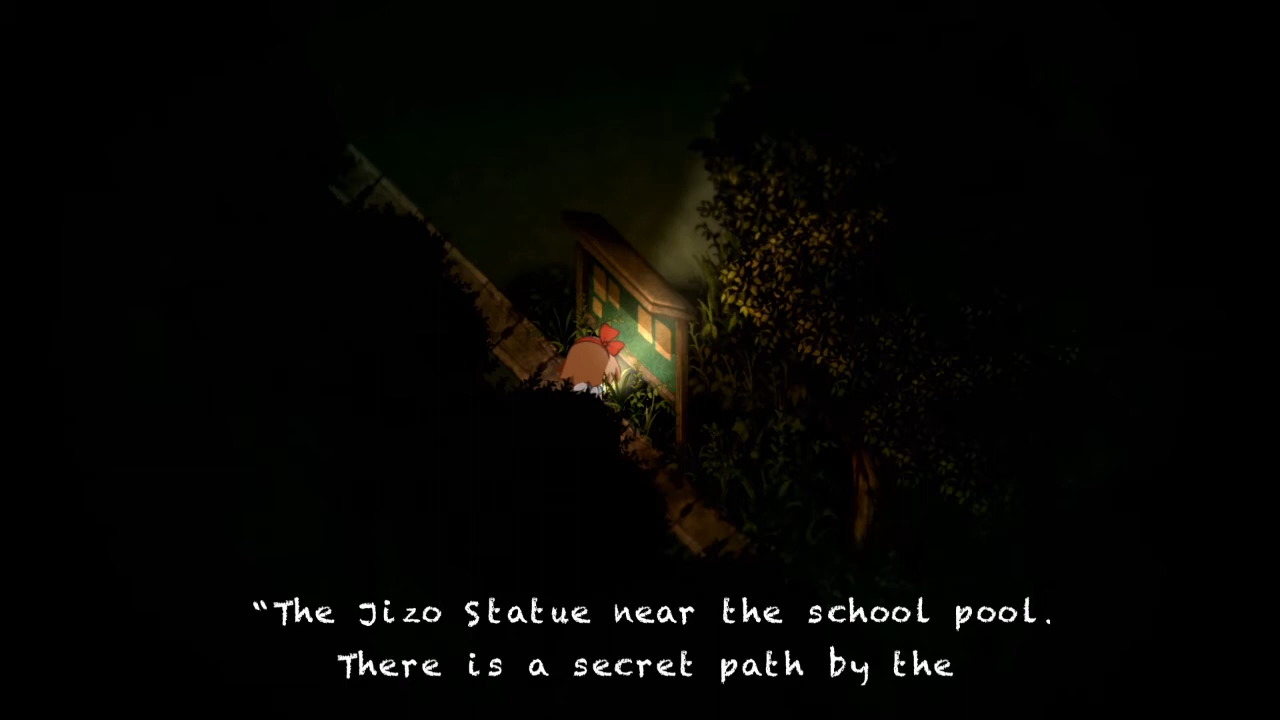 “The Jizo Statue near the school pool.
There is a secret path by the